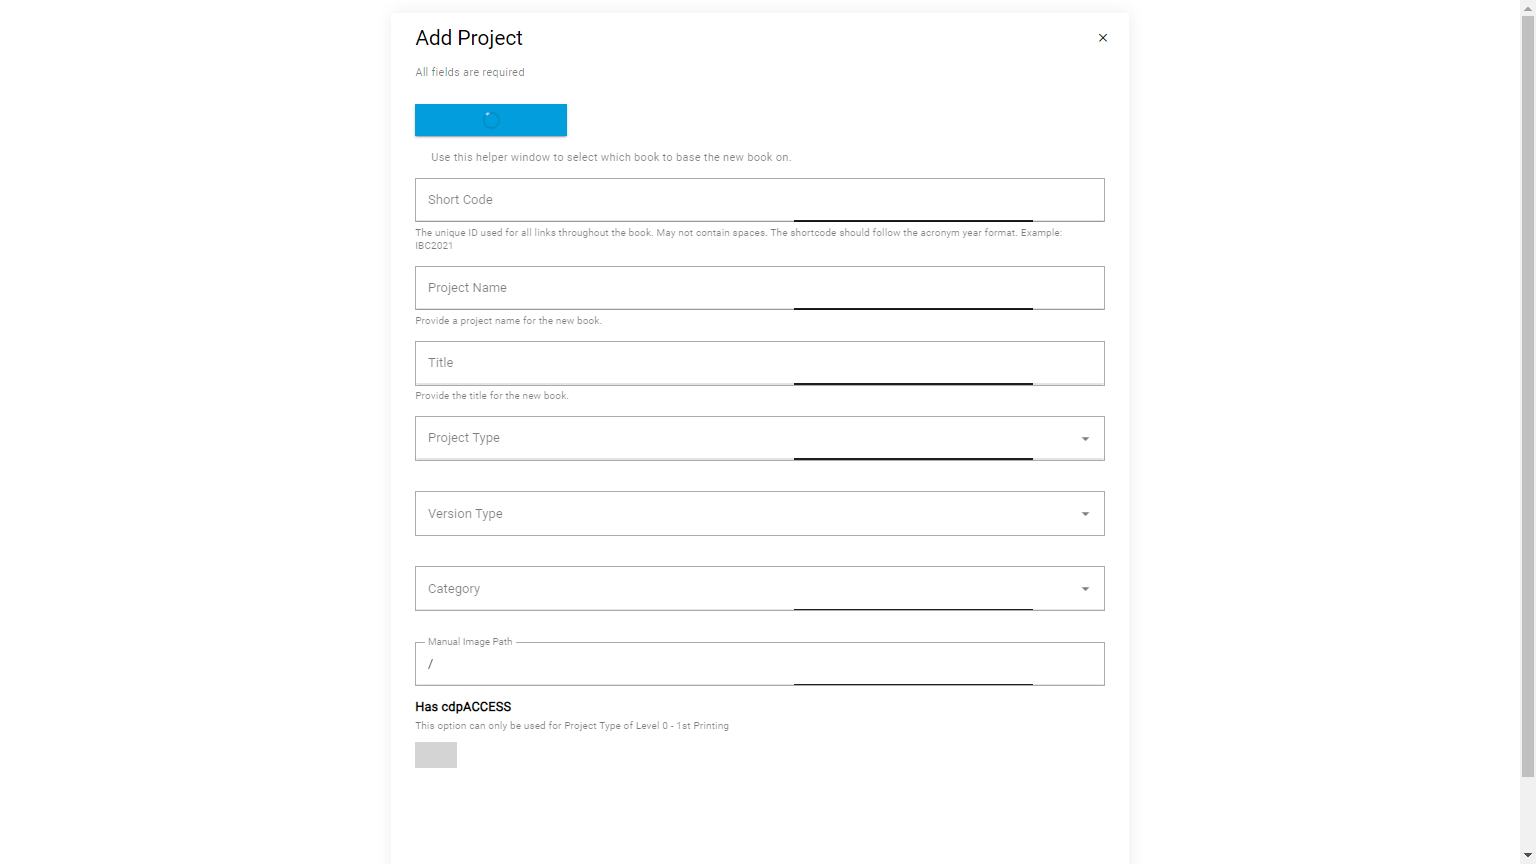 Add Project
All fields are required
Use this helper window to select which book to base the new book on.
Short Code
The unique ID used for all links throughout the book. May not contain spaces. The shortcode should follow the acronym year format. Example:
IBC2021
Project Name
Provide a project name for the new book.
Title
Provide the title for the new book.
Project Type
Version Type
Category
Manual Image Path
/
Has cdpACCESS
This option can only be used for Project Type of Level 0 - 1st Printing